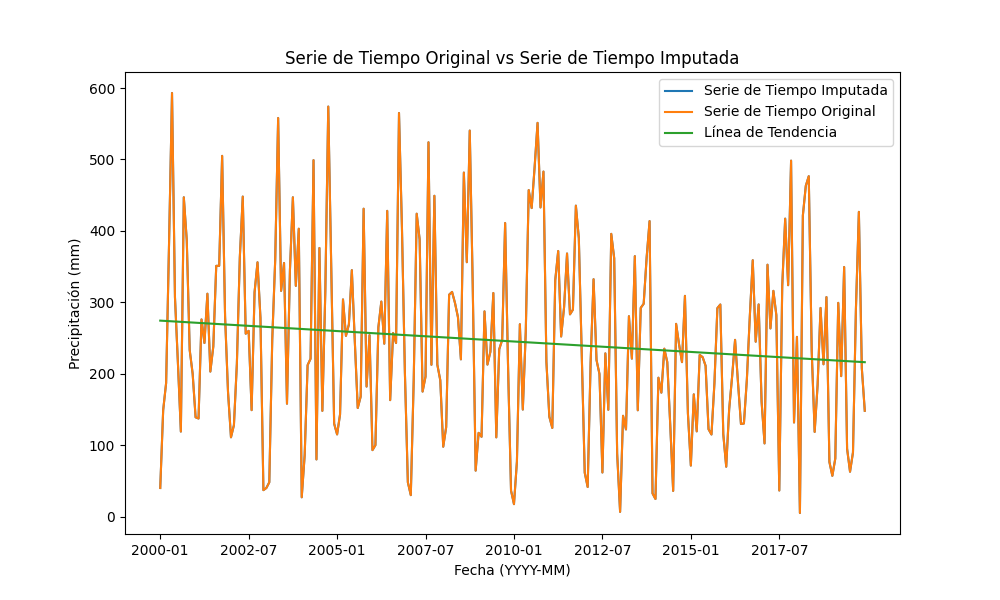 Serie de Tiempo Original vs Serie de Tiempo Imputada
Serie de Tiempo Imputada
Serie de Tiempo Original
Línea de Tendencia
600
500
400
300
200
100
0
Precipitación (mm)
2000-01 2002-07 2005-01 2007-07 2010-01 2012-07 2015-01 2017-07
Fecha (YYYY-MM)